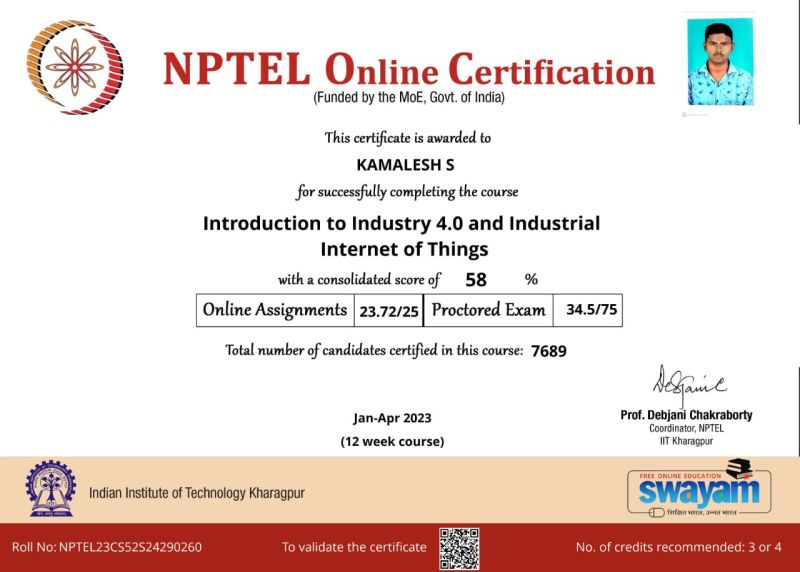 NPTEL Online Certification
(Funded by the MoE, Govt. of India)
This certificate is awarded to
KAMALESH S
for successfully completing the course
Introduction to Industry 4.0 and Industrial
Internet of Things
with a consolidated score of 58 %
Online Assignments 23.72/25 Proctored Exam 34.5/75
Total number of candidates certified in this course: 7689
Jan-Apr 2023
(12 week course)
Prof. Debjani Chakraborty
Coordinator, NPTEL
IIT Kharagpur
Indian Institute of Technology Kharagpur
FREE ONLINE EDUCATION
swayam
शिक्षित भारत, उन्नत भारत
Roll No: NPTEL23CS52S24290260 To validate the certificate No. of credits recommended: 3 or 4